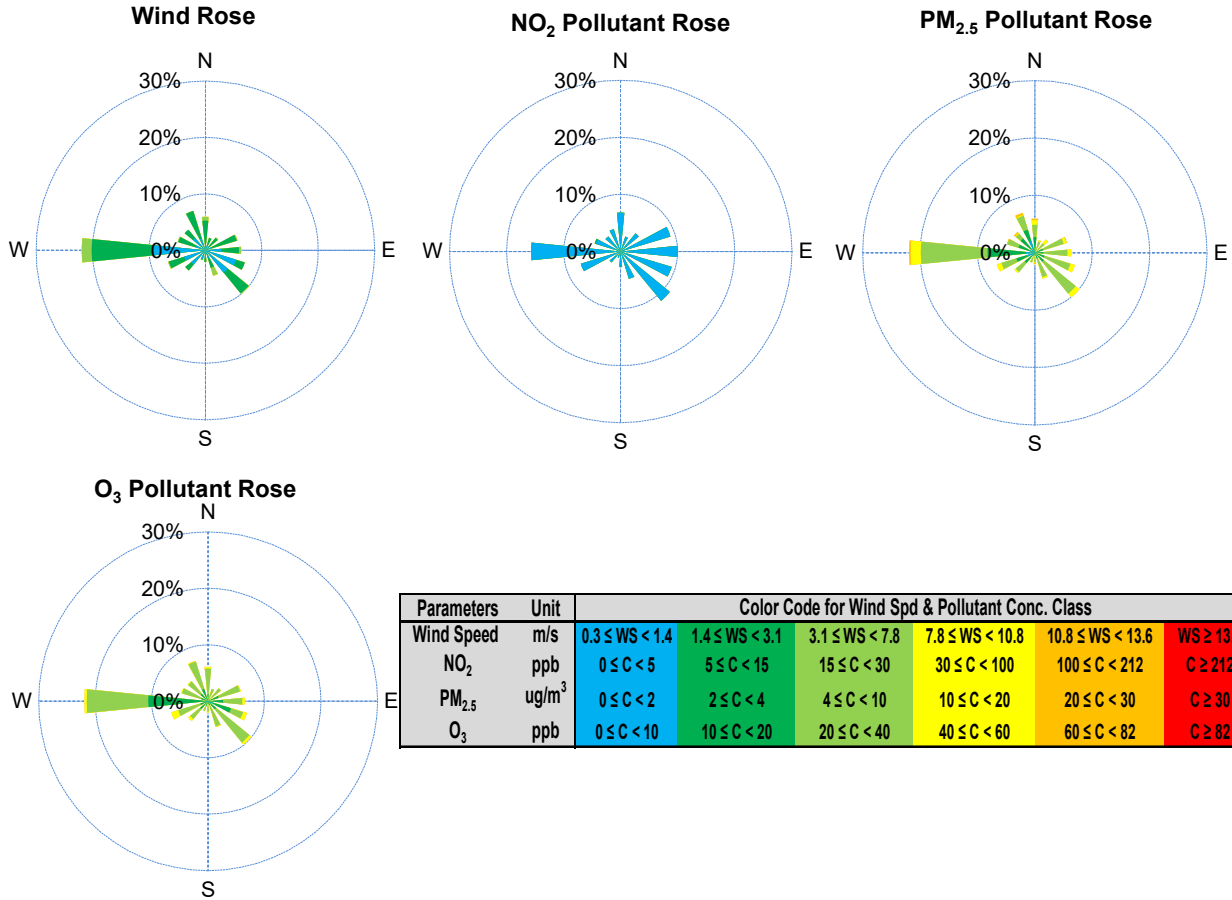 Wind Rose
NO₂ Pollutant Rose
PM₂.₅ Pollutant Rose
N
30%
20%
10%
0%
W
E
S
N
30%
20%
10%
0%
W
E
S
N
30%
20%
10%
0%
W
E
S
O₃ Pollutant Rose
N
30%
20%
10%
0%
W
E
S
Parameters Unit Color Code for Wind Spd & Pollutant Conc. Class
Wind Speed m/s 0.3 ≤ WS < 1.4 1.4 ≤ WS < 3.1 3.1 ≤ WS < 7.8 7.8 ≤ WS < 10.8 10.8 ≤ WS < 13.6 WS ≥ 13
NO₂ ppb 0 ≤ C < 5 5 ≤ C < 15 15 ≤ C < 30 30 ≤ C < 100 100 ≤ C < 212 C ≥ 212
PM₂.₅ ug/m³ 0 ≤ C < 2 2 ≤ C < 4 4 ≤ C < 10 10 ≤ C < 20 20 ≤ C < 30 C ≥ 30
O₃ ppb 0 ≤ C < 10 10 ≤ C < 20 20 ≤ C < 40 40 ≤ C < 60 60 ≤ C < 82 C ≥ 82